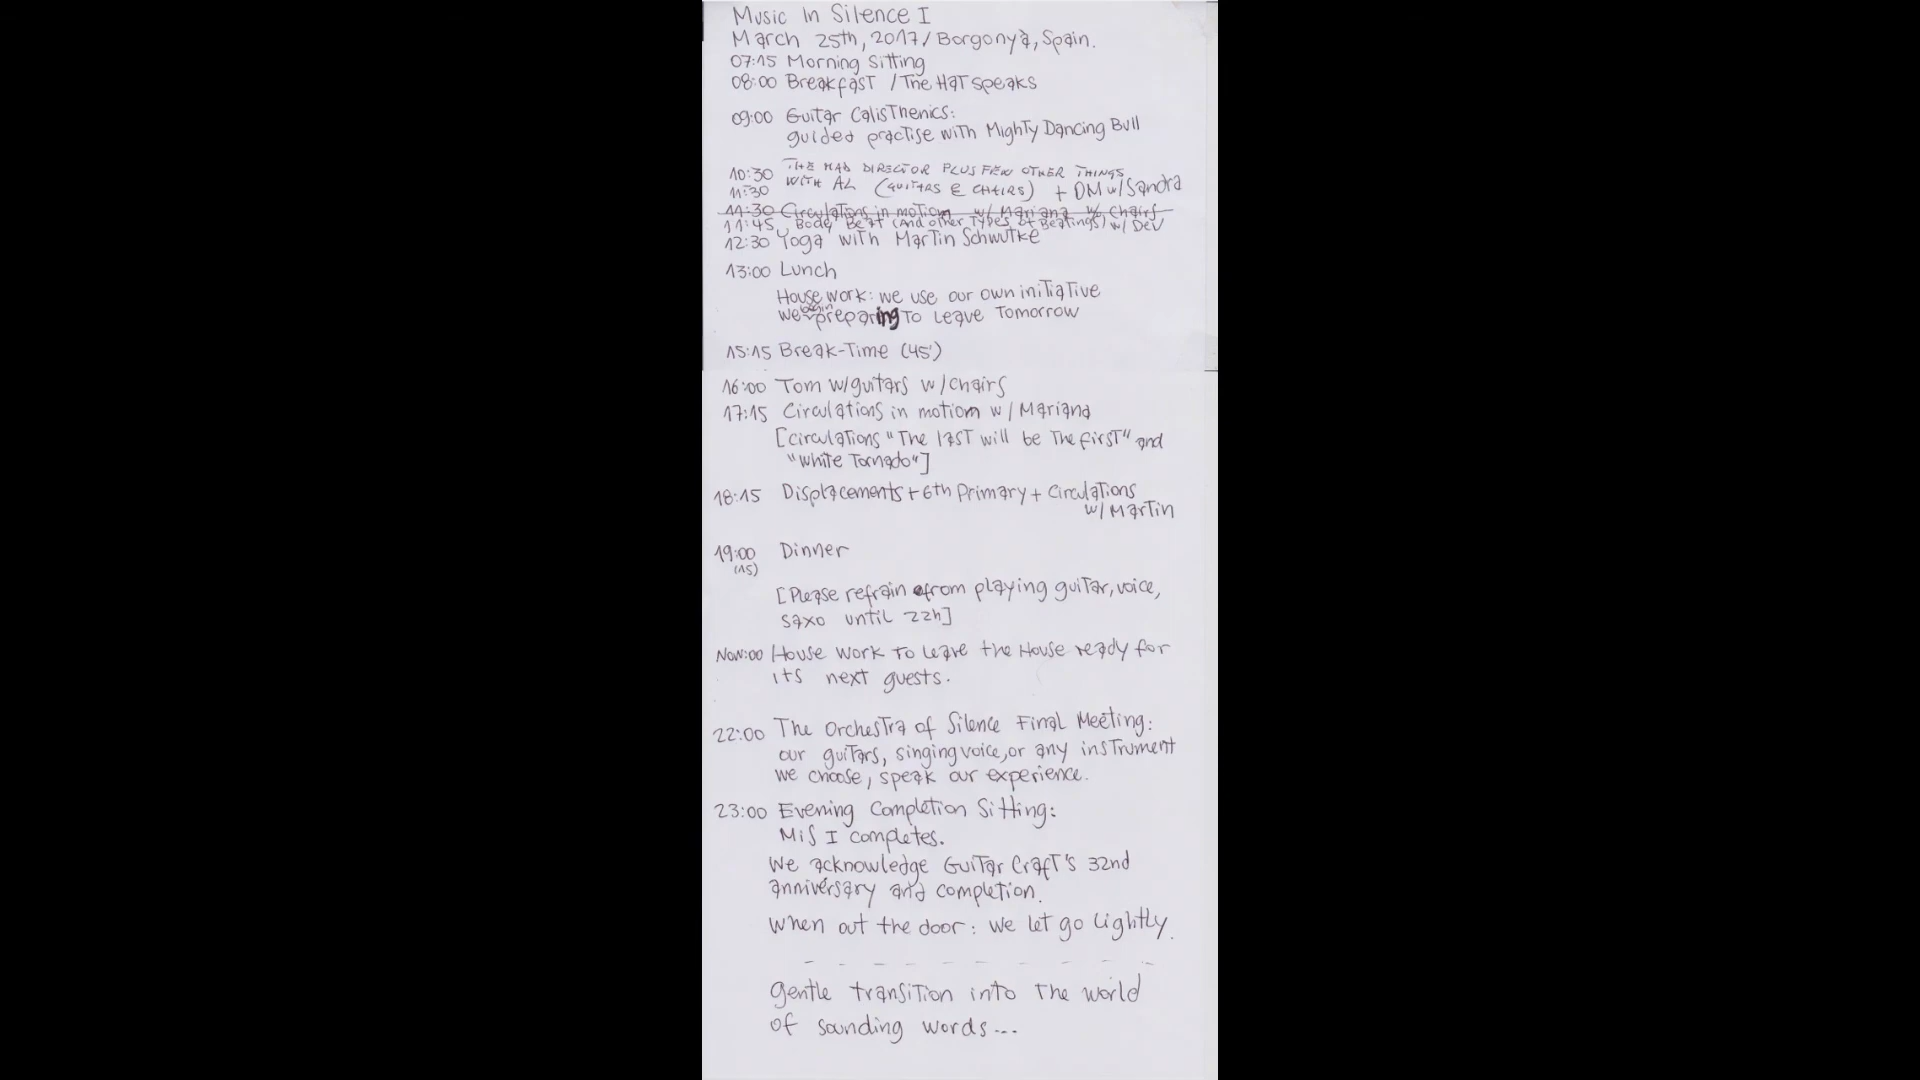 Music In Silence I
March 25th, 2017/Borgonyà, Spain.
07:15 Morning Sitting
08:00 Breakfast /The Hat speaks
09:00 Guitar Calisthenics:
guided practise with Mighty Dancing Bull
10:30 THE MAD DIRECTOR PLUS FEW OTHER THINGS
11:30 WITH AL (GUITARS & CHAIRS) + DM w/Sandra
11:30 Circulations in motion w/ Mariana w/ Chairs
11:45 Body Beat (And other Types of Beatings) w/ Dev
12:30 Yoga with Martin Schwutke
13:00 Lunch
House work: we use our own initiative
we begin preparing to leave tomorrow
15:15 Break-Time (45')
16:00 Tom w/guitars w/chairs
17:15 Circulations in motion w/Mariana
[circulations "The last will be the first" and
"White Tornado"]
18:15 Displacements + 6th Primary + Circulations
w/Martin
19:00 Dinner
(15)
[Please refrain from playing guitar, voice,
saxo until 22h]
Now:00 House work to leave the House ready for
its next guests.
22:00 The Orchestra of Silence Final Meeting:
our guitars, singing voice, or any instrument
we choose, speak our experience.
23:00 Evening Completion Sitting:
MiS I completes.
We acknowledge Guitar Craft's 32nd
anniversary and completion.
When out the door: we let go lightly.
gentle transition into the world
of sounding words...